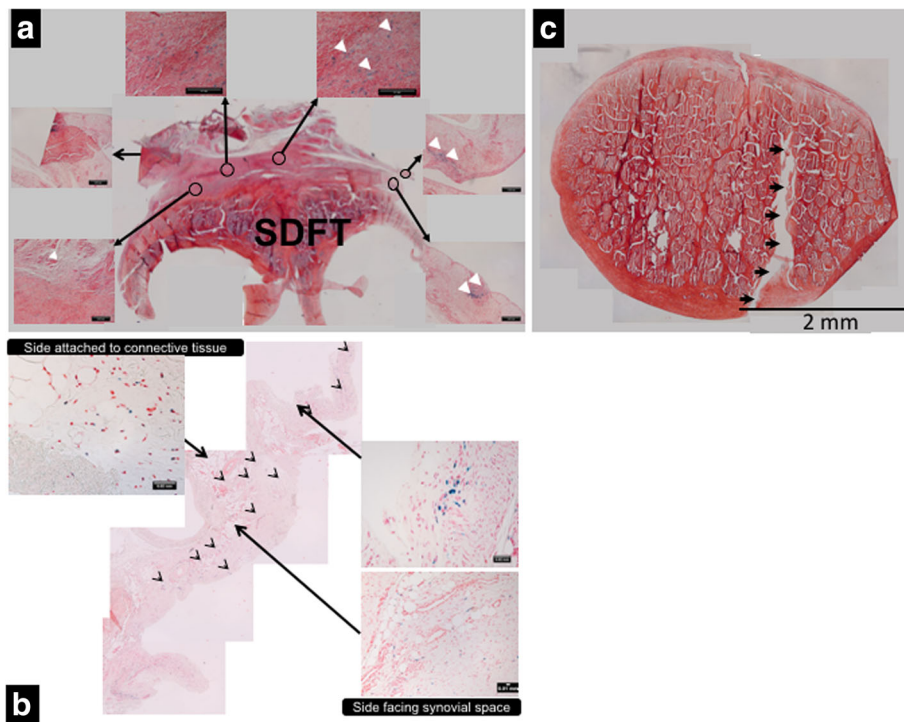 a
SDFT
c
2 mm
Side attached to connective tissue
b
Side facing synovial space